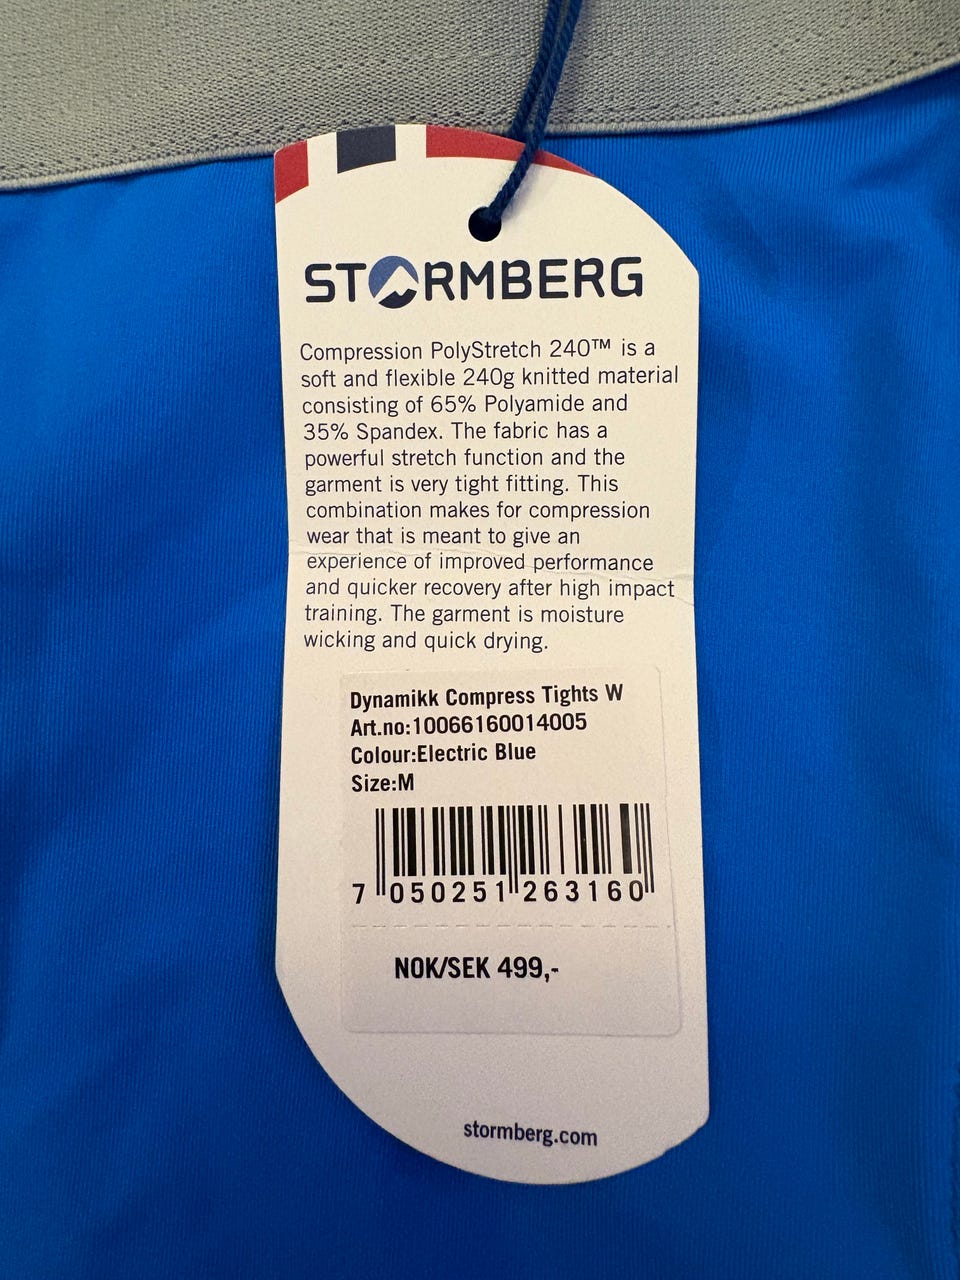 STORMBERG
Compression PolyStretch 240™ is a
soft and flexible 240g knitted material
consisting of 65% Polyamide and
35% Spandex. The fabric has a
powerful stretch function and the
garment is very tight fitting. This
combination makes for compression
wear that is meant to give an
experience of improved performance
and quicker recovery after high impact
training. The garment is moisture
wicking and quick drying.
Dynamikk Compress Tights W
Art.no:10066160014005
Colour:Electric Blue
Size:M
7 050251 263160
NOK/SEK 499,-
stormberg.com